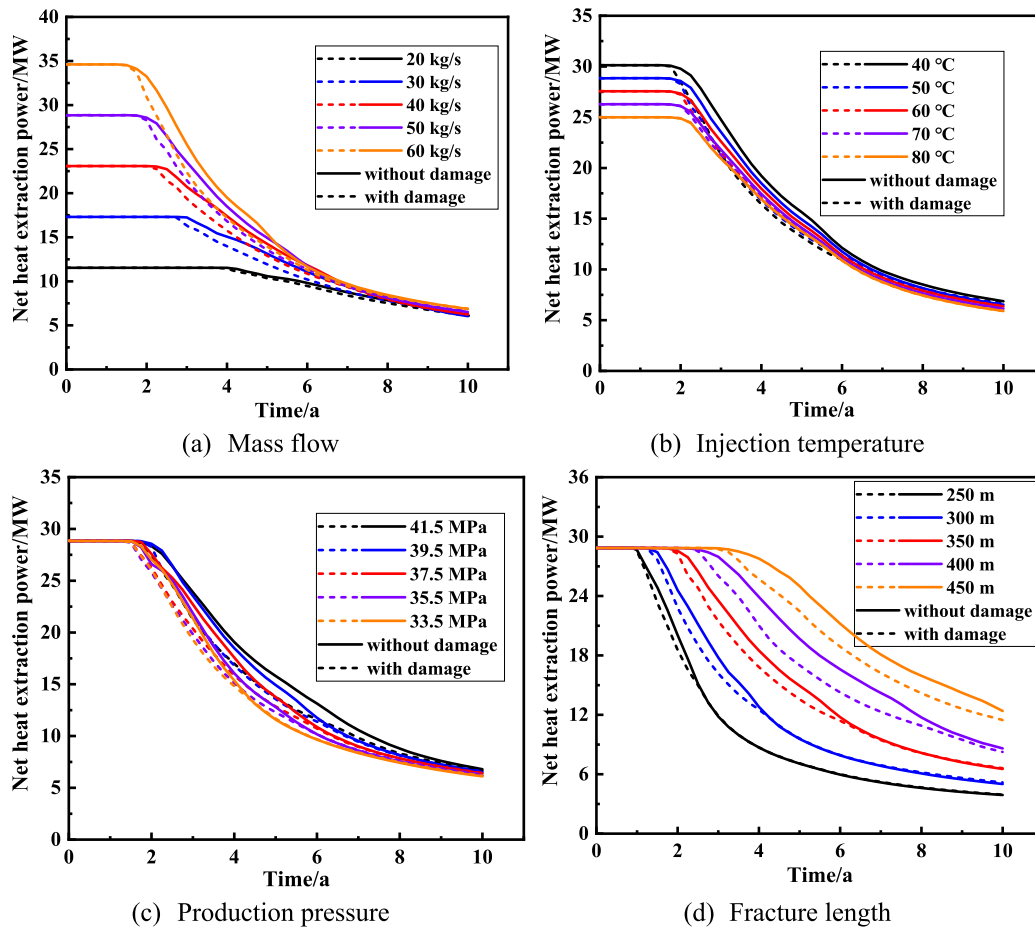 Net heat extraction power/MW
40
35
30
25
20
15
10
5
0
20 kg/s
30 kg/s
40 kg/s
50 kg/s
60 kg/s
without damage
with damage
0 2 4 6 8 10
Time/a
(a) Mass flow
Net heat extraction power/MW
35
30
25
20
15
10
5
0
40 ℃
50 ℃
60 ℃
70 ℃
80 ℃
without damage
with damage
0 2 4 6 8 10
Time/a
(b) Injection temperature
Net heat extraction power/MW
35
30
25
20
15
10
5
0
41.5 MPa
39.5 MPa
37.5 MPa
35.5 MPa
33.5 MPa
without damage
with damage
0 2 4 6 8 10
Time/a
(c) Production pressure
Net heat extraction power/MW
36
30
24
18
12
6
0
250 m
300 m
350 m
400 m
450 m
without damage
with damage
0 2 4 6 8 10
Time/a
(d) Fracture length